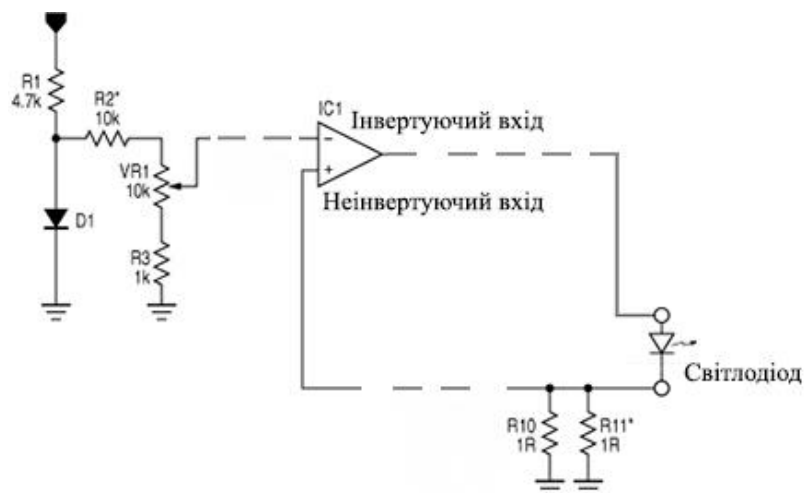 R1
4.7k
R2*
10k
VR1
10k
D1
R3
1k
IC1
Інвертуючий вхід
−
+
Неінвертуючий вхід
Світлодіод
R10
1R
R11*
1R